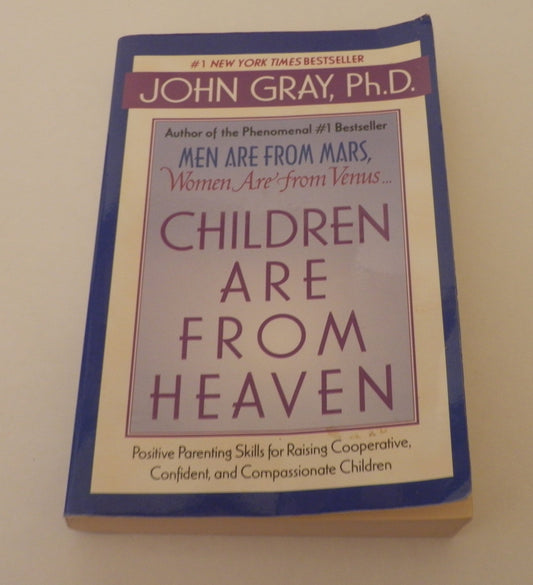 #1 NEW YORK TIMES BESTSELLER
JOHN GRAY, Ph.D.
Author of the Phenomenal #1 Bestseller
MEN ARE FROM MARS,
Women Are from Venus...
CHILDREN
ARE
FROM
HEAVEN
Positive Parenting Skills for Raising Cooperative,
Confident, and Compassionate Children